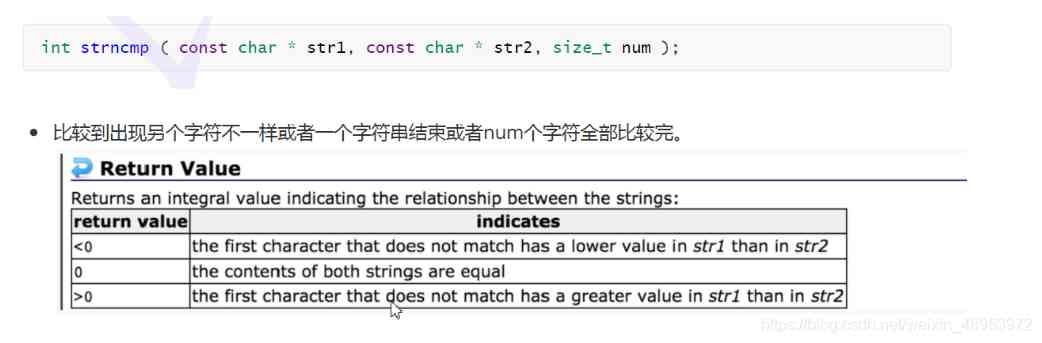 int strncmp ( const char * str1, const char * str2, size_t num );
比较到出现另个字符不一样或者一个字符串结束或者num个字符全部比较完。
Return Value
Returns an integral value indicating the relationship between the strings:
return value indicates
<0 the first character that does not match has a lower value in str1 than in str2
0 the contents of both strings are equal
>0 the first character that does not match has a greater value in str1 than in str2
https://blog.csdn.net/weixin_48953972